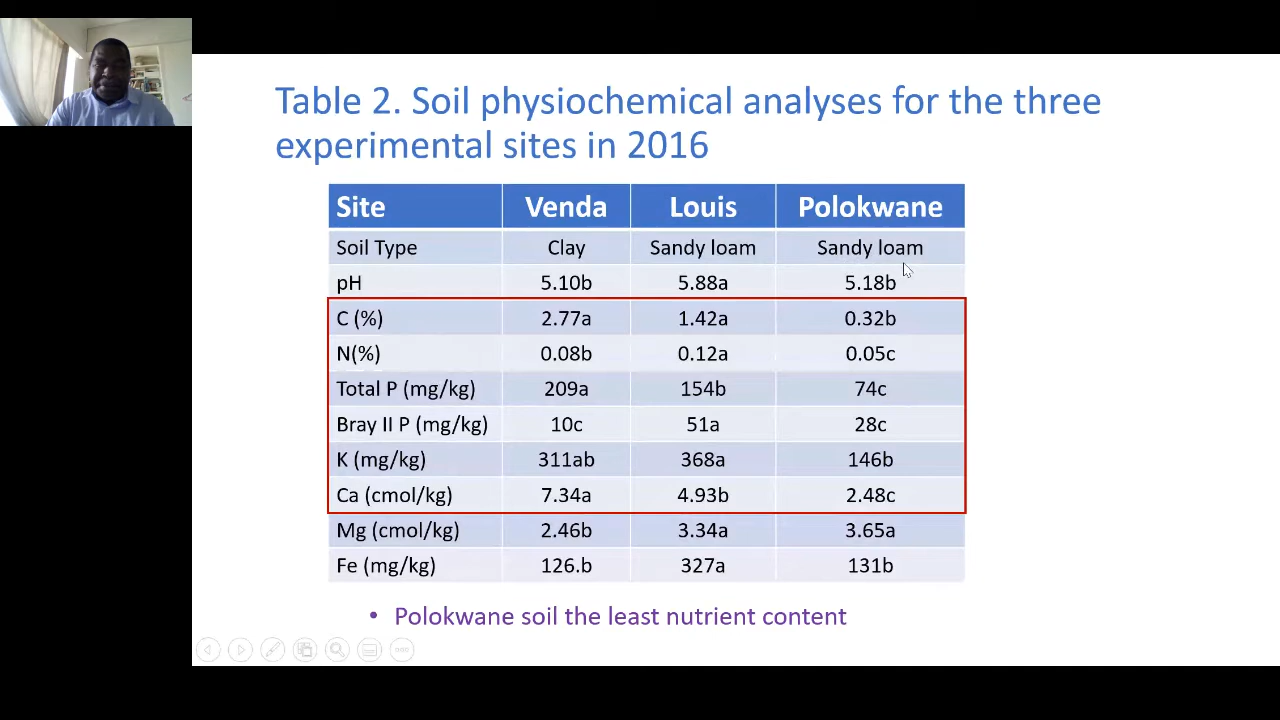 Table 2. Soil physiochemical analyses for the three
experimental sites in 2016
Site Venda Louis Polokwane
Soil Type Clay Sandy loam Sandy loam
pH 5.10b 5.88a 5.18b
C (%) 2.77a 1.42a 0.32b
N(%) 0.08b 0.12a 0.05c
Total P (mg/kg) 209a 154b 74c
Bray II P (mg/kg) 10c 51a 28c
K (mg/kg) 311ab 368a 146b
Ca (cmol/kg) 7.34a 4.93b 2.48c
Mg (cmol/kg) 2.46b 3.34a 3.65a
Fe (mg/kg) 126.b 327a 131b
• Polokwane soil the least nutrient content